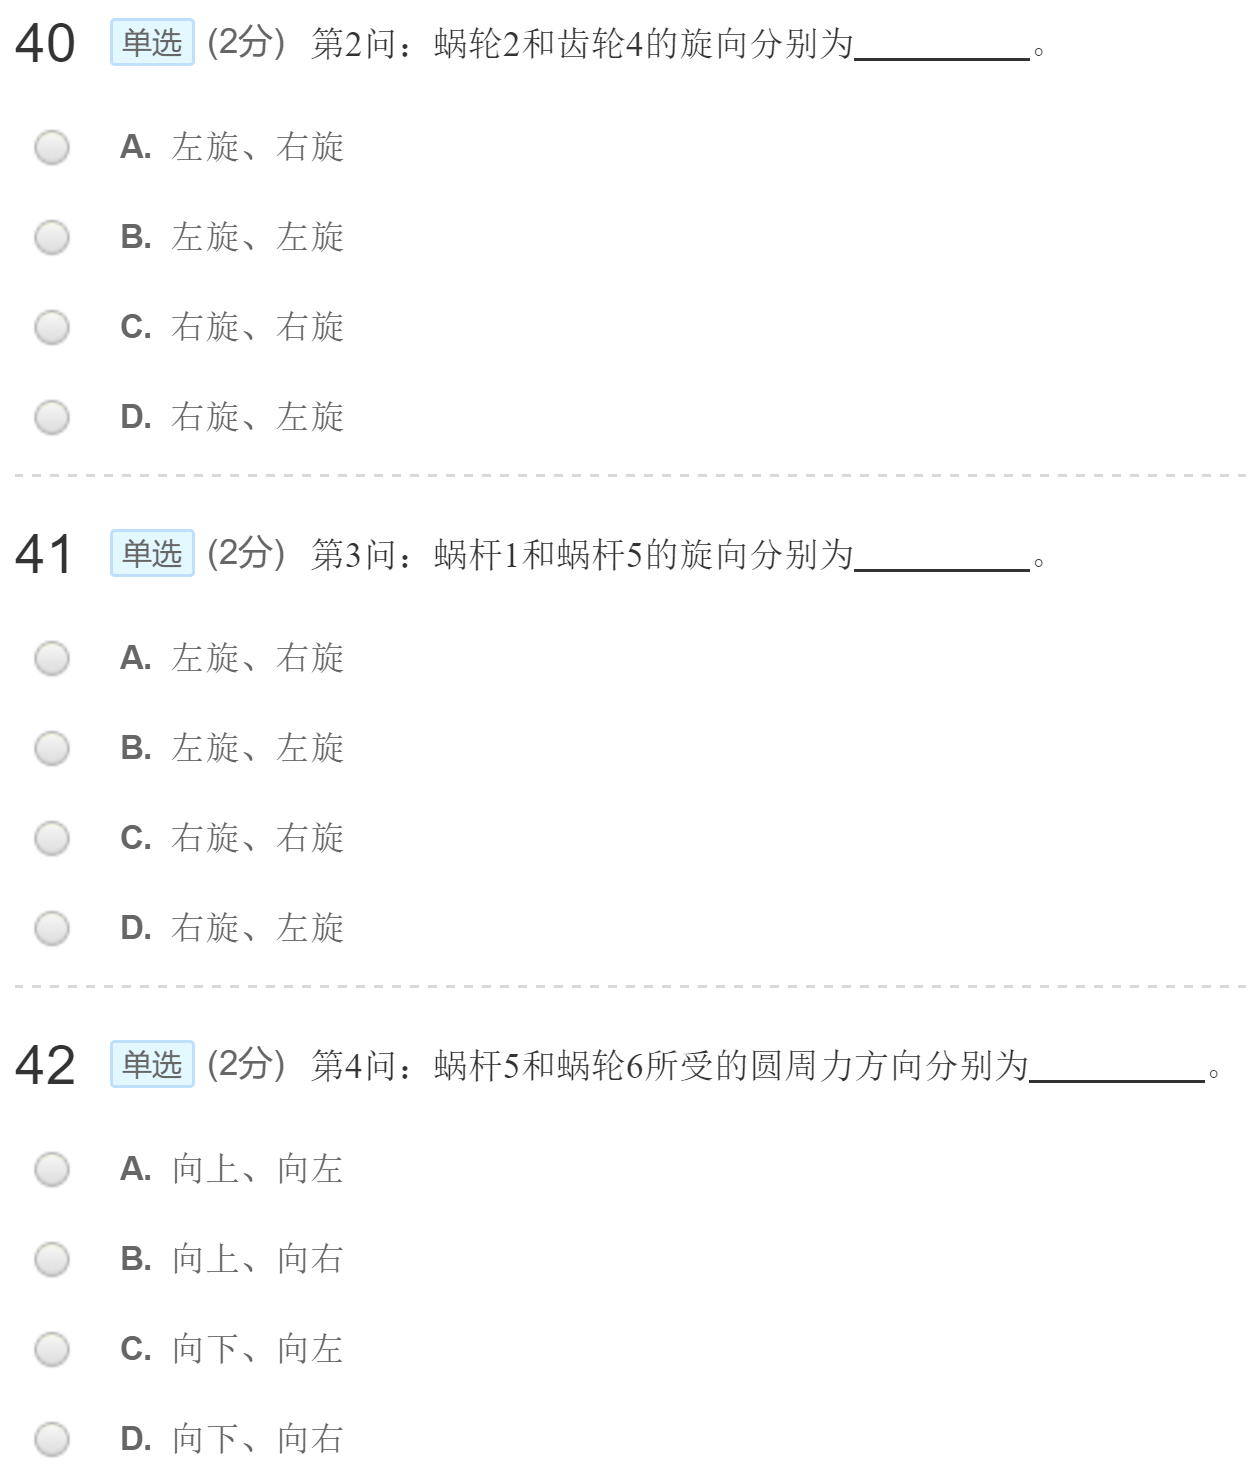 40 单选 (2分) 第2问：蜗轮2和齿轮4的旋向分别为__________。
A. 左旋、右旋
B. 左旋、左旋
C. 右旋、右旋
D. 右旋、左旋
41 单选 (2分) 第3问：蜗杆1和蜗杆5的旋向分别为__________。
A. 左旋、右旋
B. 左旋、左旋
C. 右旋、右旋
D. 右旋、左旋
42 单选 (2分) 第4问：蜗杆5和蜗轮6所受的圆周力方向分别为__________。
A. 向上、向左
B. 向上、向右
C. 向下、向左
D. 向下、向右